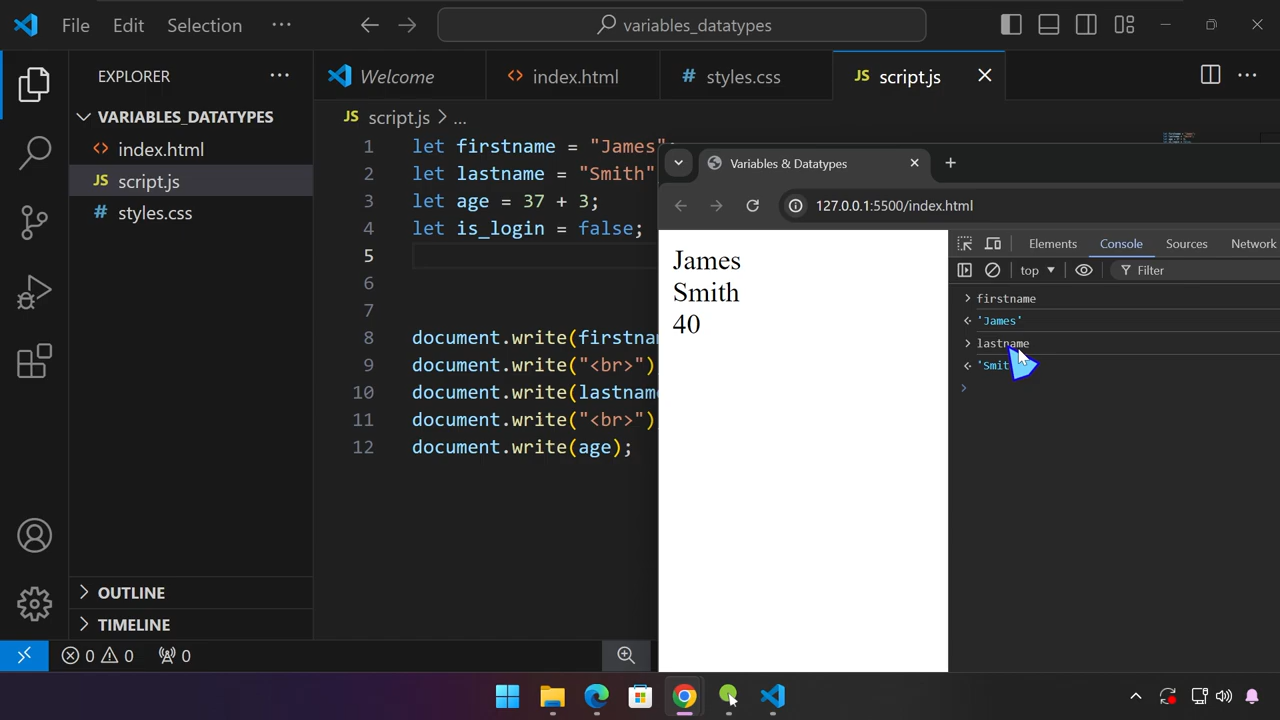 File Edit Selection ···
variables_datatypes
EXPLORER ···
VARIABLES_DATATYPES
index.html
JS script.js
# styles.css
OUTLINE
TIMELINE
Welcome
index.html
# styles.css
JS script.js
JS script.js > ...
1 let firstname = "James";
2 let lastname = "Smith"
3 let age = 37 + 3;
4 let is_login = false;
5
6
7
8 document.write(firstna
9 document.write("<br>")
10 document.write(lastname
11 document.write("<br>")
12 document.write(age);
0 0 0
Variables & Datatypes
127.0.0.1:5500/index.html
James
Smith
40
Elements Console Sources Network
top Filter
> firstname
'James'
> lastname
'Smit
>